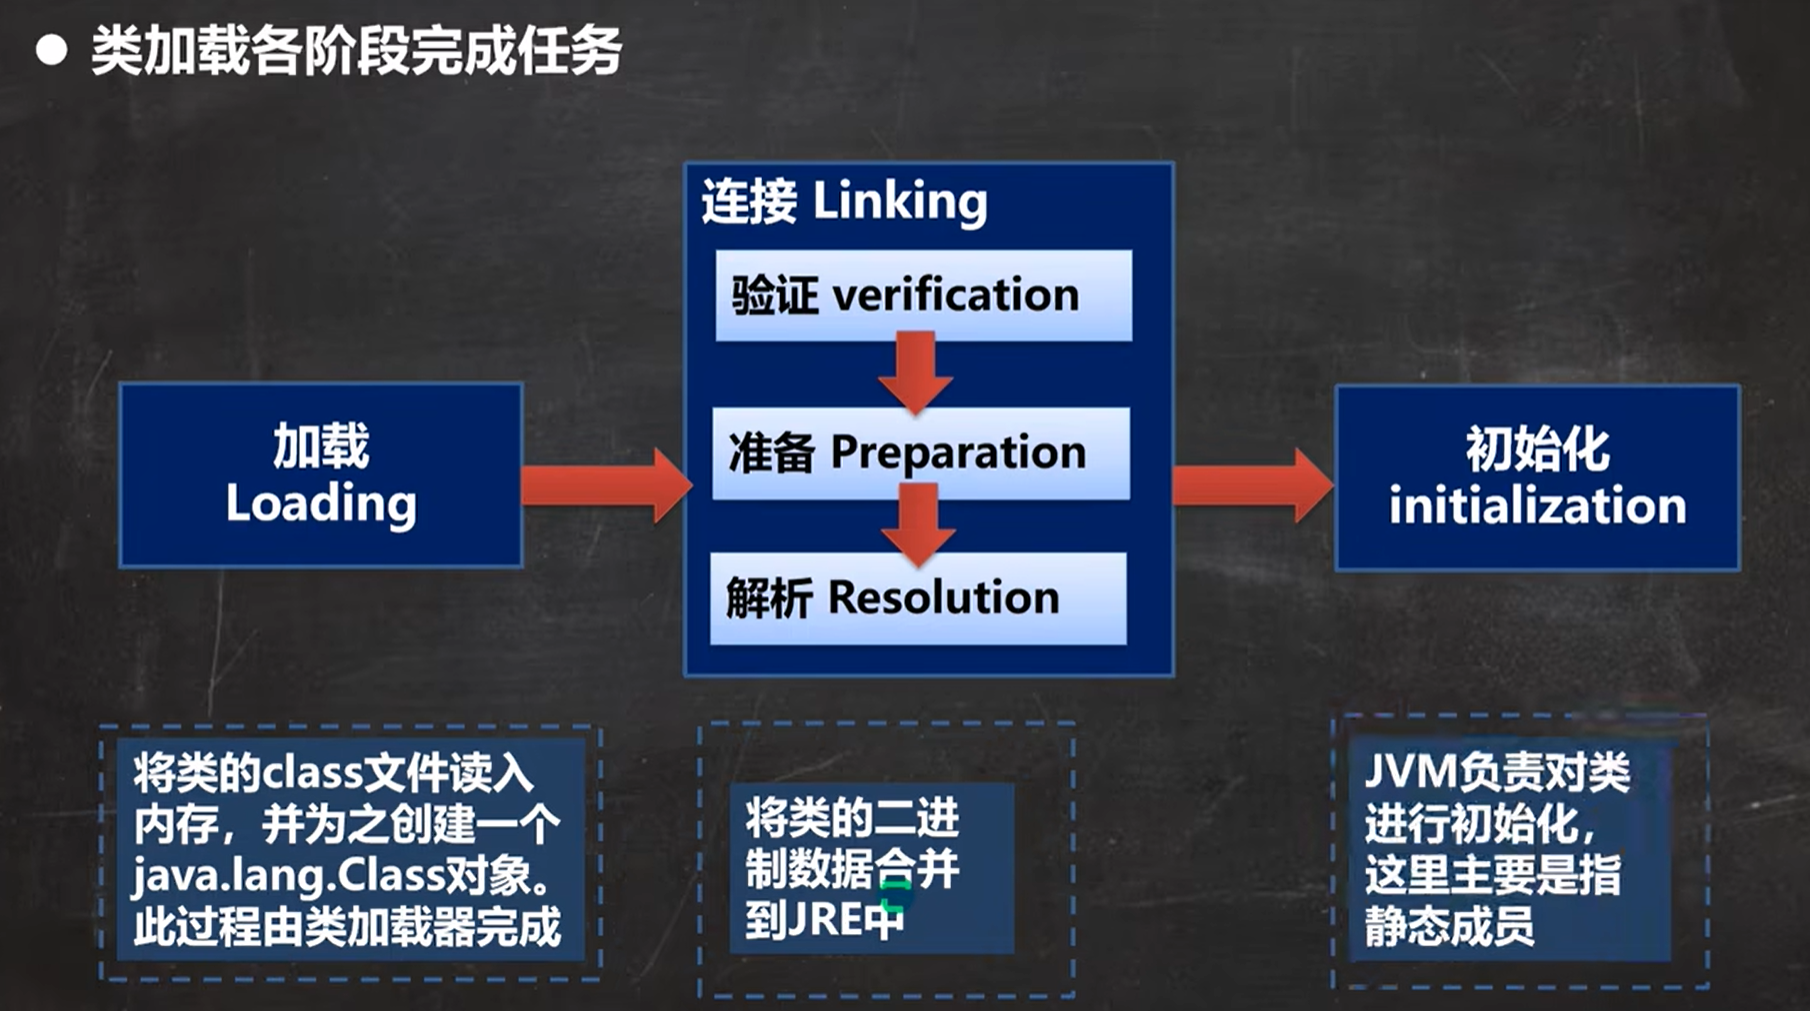 ● 类加载各阶段完成任务
连接 Linking
验证 verification
准备 Preparation
解析 Resolution
加载
Loading
初始化
initialization
将类的class文件读入
内存，并为之创建一个
java.lang.Class对象。
此过程由类加载器完成
将类的二进
制数据合并
到JRE中
JVM负责对类
进行初始化，
这里主要是指
静态成员